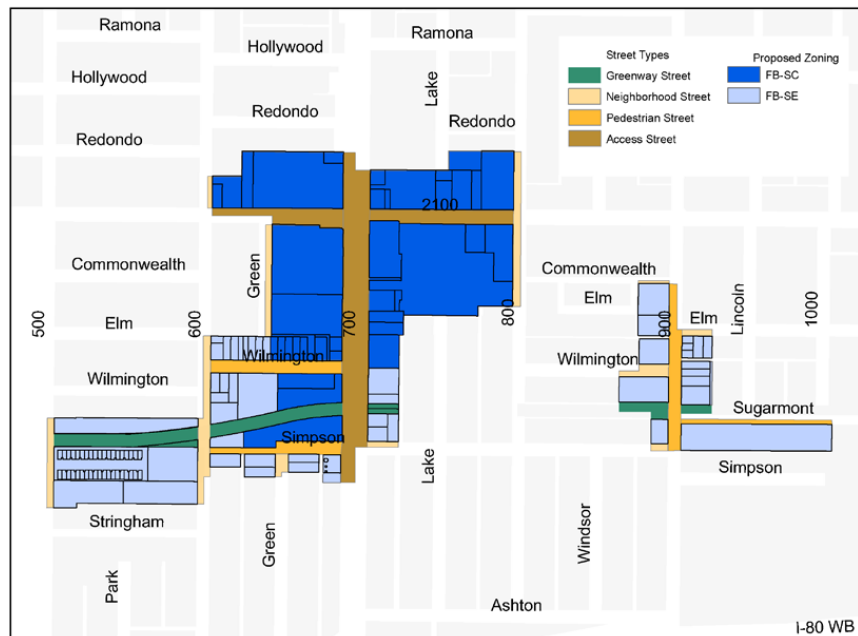 Ramona
Hollywood
Ramona
Hollywood
Lake
Redondo
Redondo
Redondo
Street Types
Greenway Street
Neighborhood Street
Pedestrian Street
Access Street
Proposed Zoning
FB-SC
FB-SE
2100
Commonwealth
Green
Commonwealth
Elm
Lincoln
500
Elm
600
700
800
900
Elm
1000
Wilmington
Wilmington
Wilmington
Sugarmont
Simpson
Simpson
Lake
Stringham
Green
Windsor
Park
Ashton
I-80 WB